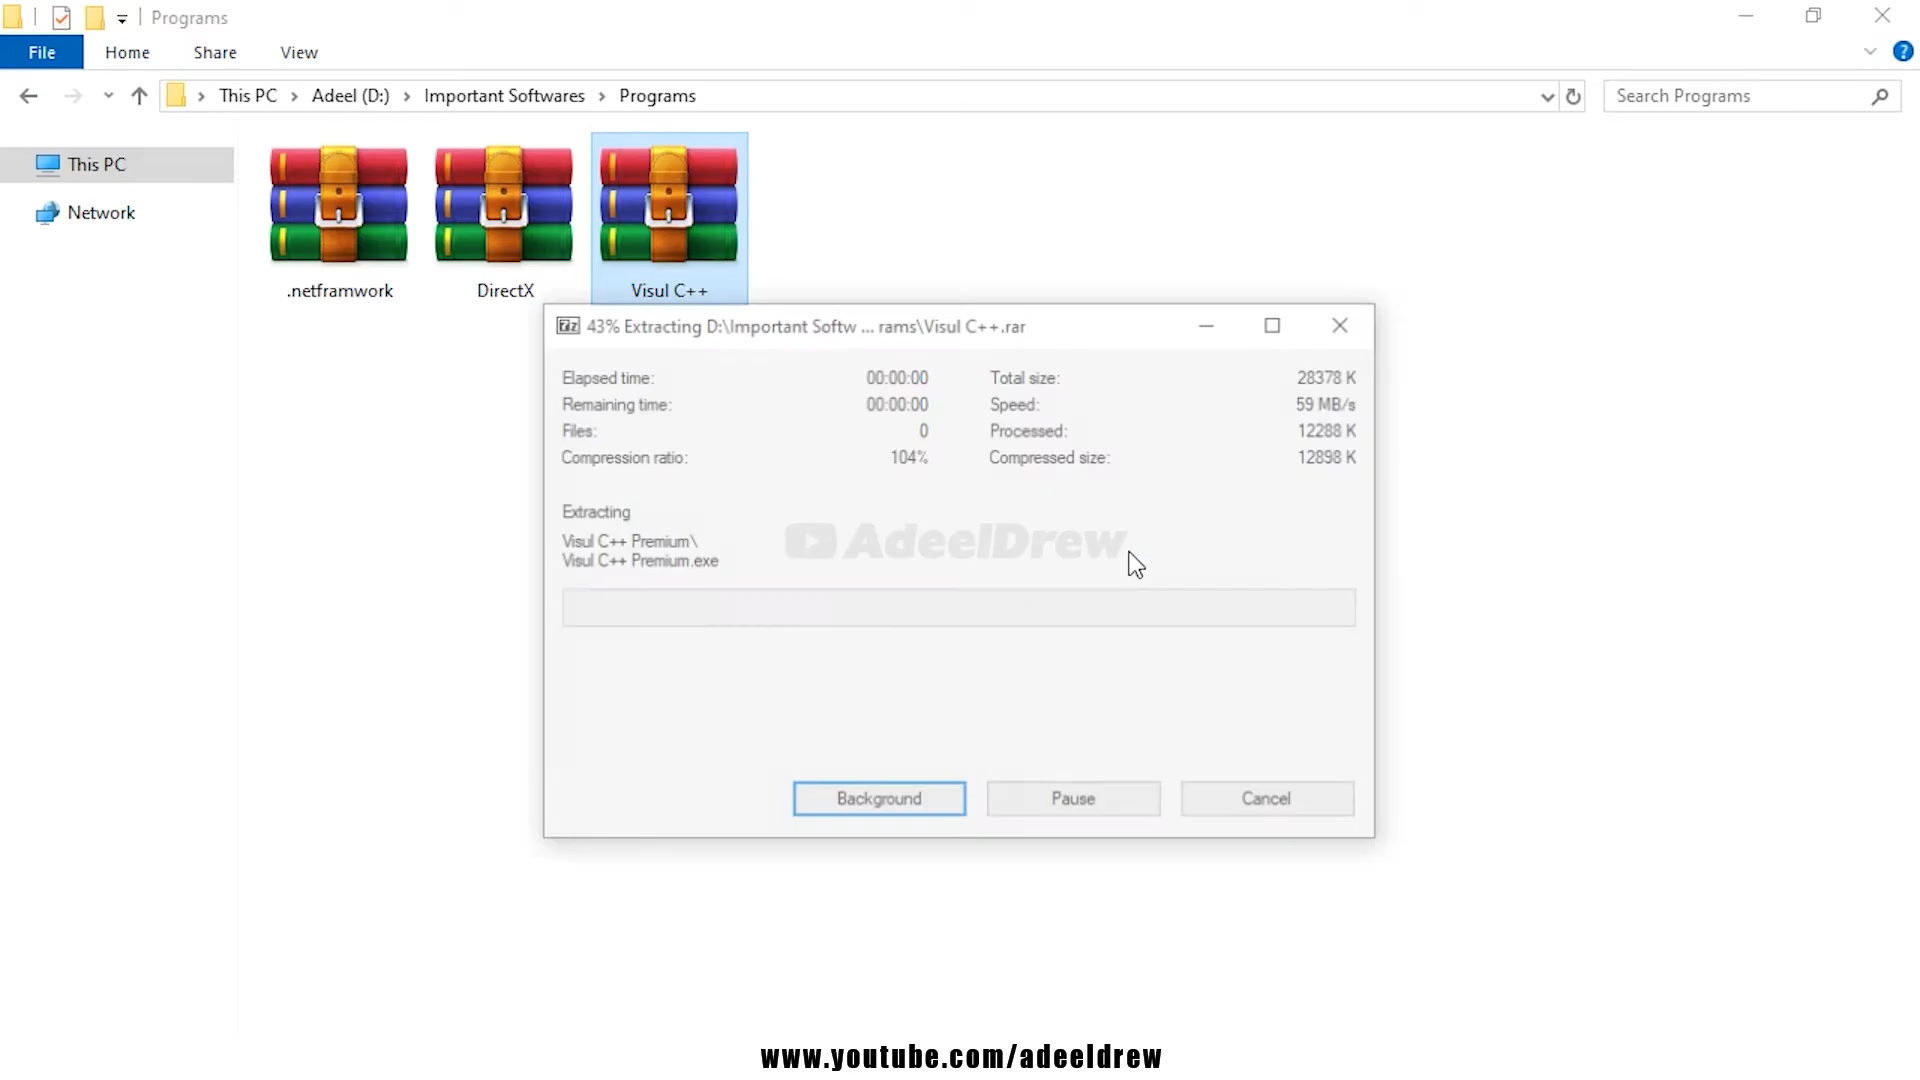 Programs
File Home Share View
This PC Adeel (D:) Important Softwares Programs
Search Programs
This PC
Network
.netframwork DirectX Visul C++
43% Extracting D:\Important Softw ... rams\Visul C++.rar
Elapsed time: 00:00:00 Total size: 28378 K
Remaining time: 00:00:00 Speed: 59 MB/s
Files: 0 Processed: 12288 K
Compression ratio: 104% Compressed size: 12898 K
Extracting
Visul C++ Premium\
Visul C++ Premium.exe
AdeelDrew
Background Pause Cancel
www.youtube.com/adeeldrew